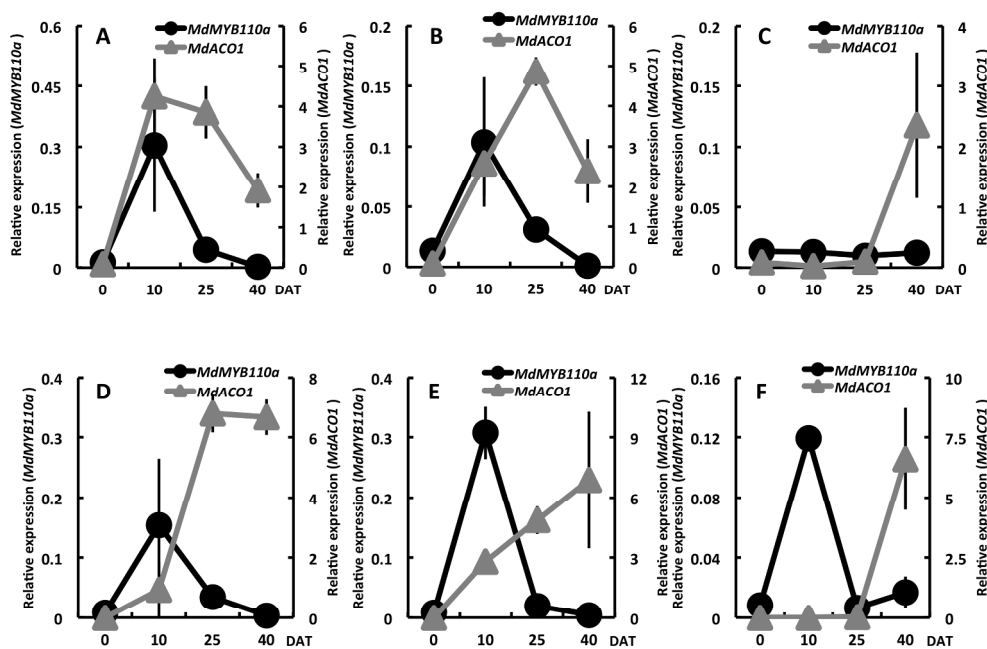 A
MdMYB110a
MdACO1
Relative expression (MdMYB110a)
0.6
0.45
0.3
0.15
0
6
5
4
3
2
1
0
Relative expression (MdACO1)
0 10 25 40 DAT
B
MdMYB110a
MdACO1
Relative expression (MdMYB110a)
0.2
0.15
0.1
0.05
0
6
5
4
3
2
1
0
Relative expression (MdACO1)
0 10 25 40 DAT
C
MdMYB110a
MdACO1
Relative expression (MdMYB110a)
0.2
0.15
0.1
0.05
0
4
3
2
1
0
Relative expression (MdACO1)
0 10 25 40 DAT
D
MdMYB110a
MdACO1
Relative expression (MdMYB110a)
0.4
0.3
0.2
0.1
0
8
6
4
2
0
Relative expression (MdACO1)
0 10 25 40 DAT
E
MdMYB110a
MdACO1
Relative expression (MdMYB110a)
0.4
0.3
0.2
0.1
0
12
9
6
3
0
Relative expression (MdACO1)
0 10 25 40 DAT
F
MdMYB110a
MdACO1
Relative expression (MdMYB110a)
0.16
0.12
0.08
0.04
0
10
7.5
5
2.5
0
Relative expression (MdACO1)
0 10 25 40 DAT